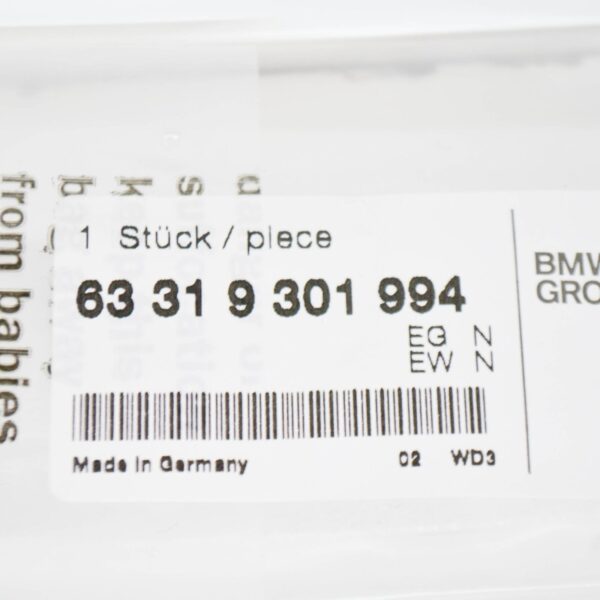 1 Stück / piece
63 31 9 301 994
EG N
EW N
Made in Germany 02 WD3
BMW
GRO
from babies